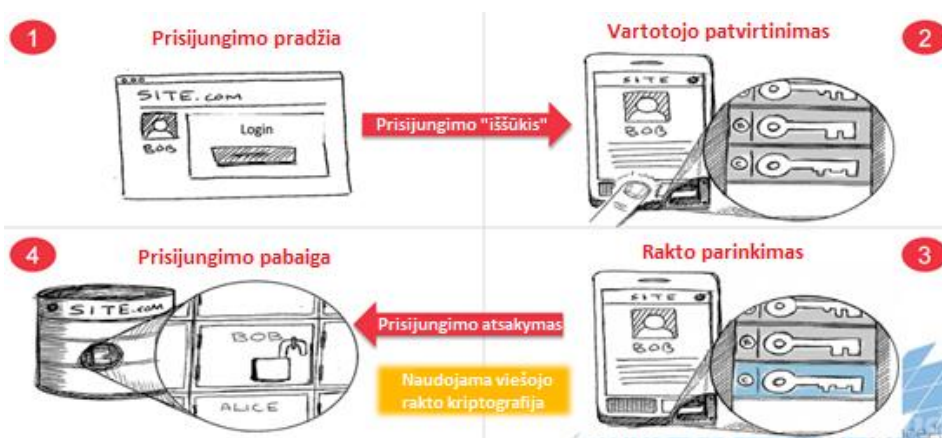 1
Prisijungimo pradžia
SITE.com
BOB
Login
Prisijungimo "iššūkis"
Vartotojo patvirtinimas
2
SITE
BOB
4
Prisijungimo pabaiga
SITE.com
BOB
ALICE
Prisijungimo atsakymas
Naudojama viešojo
rakto kriptografija
Rakto parinkimas
3
SITE
BOB